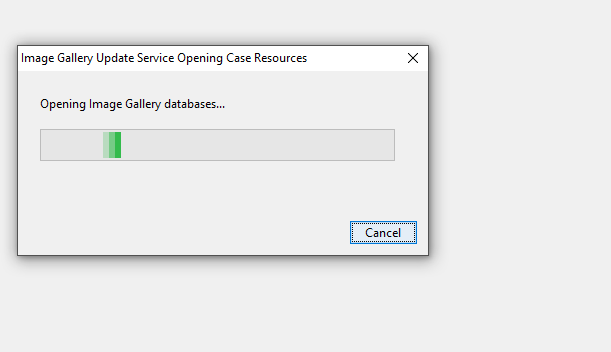 Image Gallery Update Service Opening Case Resources
Opening Image Gallery databases...
Cancel